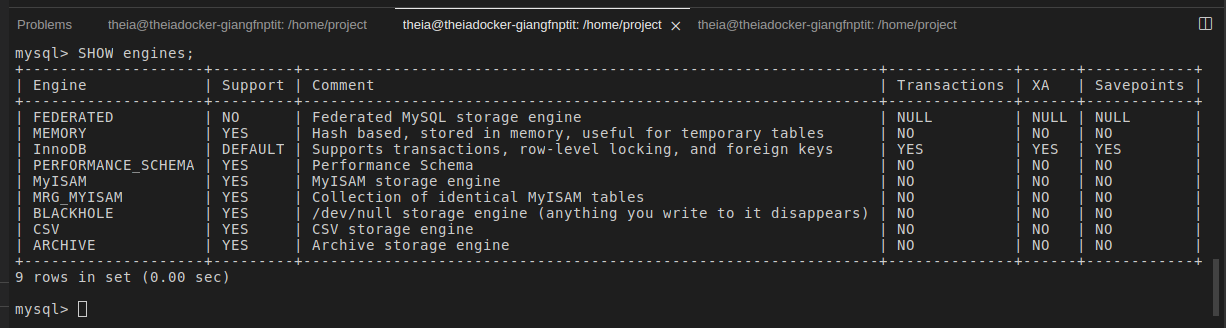 Problems theia@theiadocker-giangfnptit: /home/project theia@theiadocker-giangfnptit: /home/project × theia@theiadocker-giangfnptit: /home/project
mysql> SHOW engines;
+--------------------+---------+----------------------------------------------------------------+--------------+------+------------+
| Engine             | Support | Comment                                                        | Transactions | XA   | Savepoints |
+--------------------+---------+----------------------------------------------------------------+--------------+------+------------+
| FEDERATED          | NO      | Federated MySQL storage engine                                 | NULL         | NULL | NULL       |
| MEMORY             | YES     | Hash based, stored in memory, useful for temporary tables      | NO           | NO   | NO         |
| InnoDB             | DEFAULT | Supports transactions, row-level locking, and foreign keys     | YES          | YES  | YES        |
| PERFORMANCE_SCHEMA | YES     | Performance Schema                                             | NO           | NO   | NO         |
| MyISAM             | YES     | MyISAM storage engine                                          | NO           | NO   | NO         |
| MRG_MYISAM         | YES     | Collection of identical MyISAM tables                          | NO           | NO   | NO         |
| BLACKHOLE          | YES     | /dev/null storage engine (anything you write to it disappears) | NO           | NO   | NO         |
| CSV                | YES     | CSV storage engine                                             | NO           | NO   | NO         |
| ARCHIVE            | YES     | Archive storage engine                                         | NO           | NO   | NO         |
+--------------------+---------+----------------------------------------------------------------+--------------+------+------------+
9 rows in set (0.00 sec)
mysql>